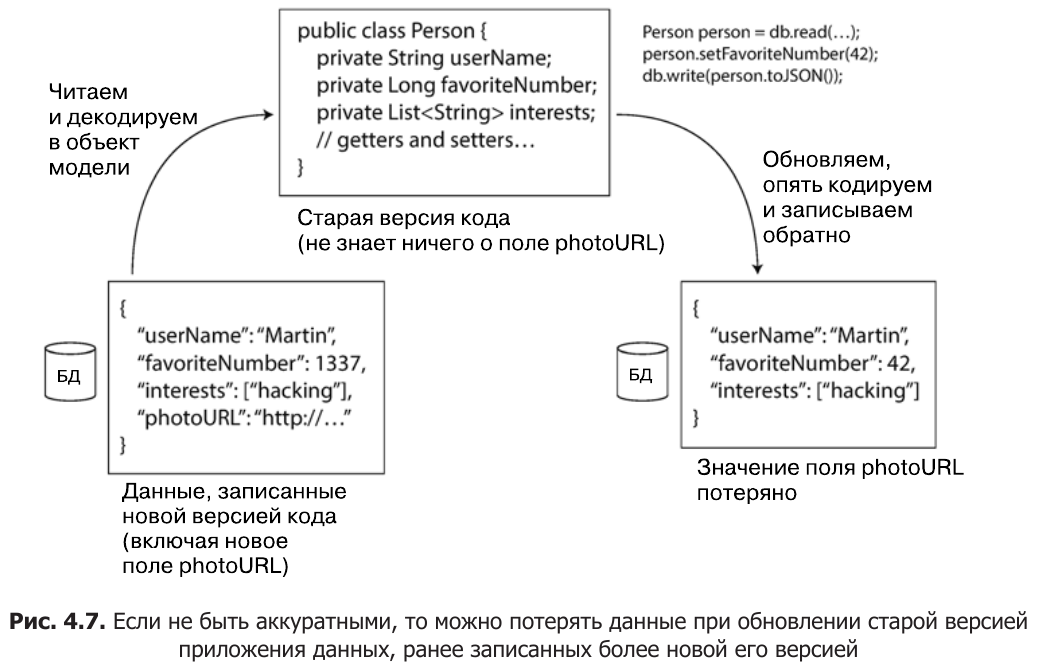 public class Person {
private String userName;
private Long favoriteNumber;
private List<String> interests;
// getters and setters…
}
Person person = db.read(…);
person.setFavoriteNumber(42);
db.write(person.toJSON());
Читаем
и декодируем
в объект
модели
Обновляем,
опять кодируем
и записываем
обратно
Старая версия кода
(не знает ничего о поле photoURL)
БД
{
“userName”: “Martin”,
“favoriteNumber”: 1337,
“interests”: [“hacking”],
“photoURL”: “http://…”
}
Данные, записанные
новой версией кода
(включая новое
поле photoURL)
БД
{
“userName”: “Martin”,
“favoriteNumber”: 42,
“interests”: [“hacking”]
}
Значение поля photoURL
потеряно
Рис. 4.7. Если не быть аккуратными, то можно потерять данные при обновлении старой версией
приложения данных, ранее записанных более новой его версией